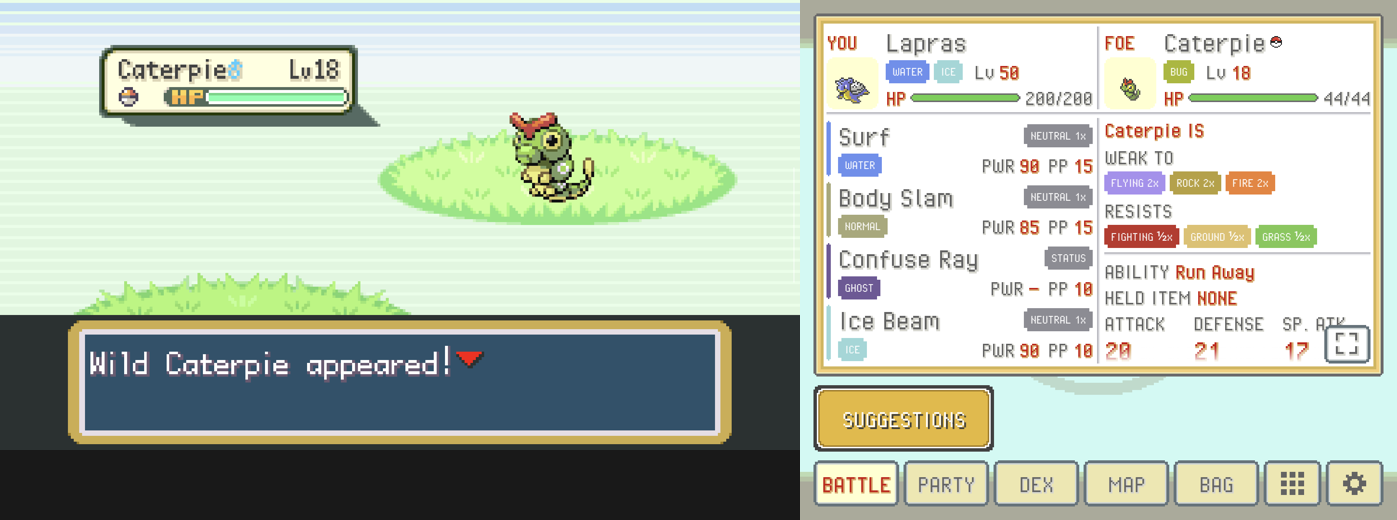 Caterpie♂ Lv18
HP
Wild Caterpie appeared!
YOU Lapras
WATER ICE Lv 50
HP 200/200
FOE Caterpie
BUG Lv 18
HP 44/44
Surf NEUTRAL 1x
WATER PWR 90 PP 15
Body Slam NEUTRAL 1x
NORMAL PWR 85 PP 15
Confuse Ray STATUS
GHOST PWR – PP 10
Ice Beam NEUTRAL 1x
ICE PWR 90 PP 10
Caterpie IS
WEAK TO
FLYING 2x ROCK 2x FIRE 2x
RESISTS
FIGHTING ½x GROUND ½x GRASS ½x
ABILITY Run Away
HELD ITEM NONE
ATTACK DEFENSE SP. ATK
20 21 17
SUGGESTIONS
BATTLE PARTY DEX MAP BAG